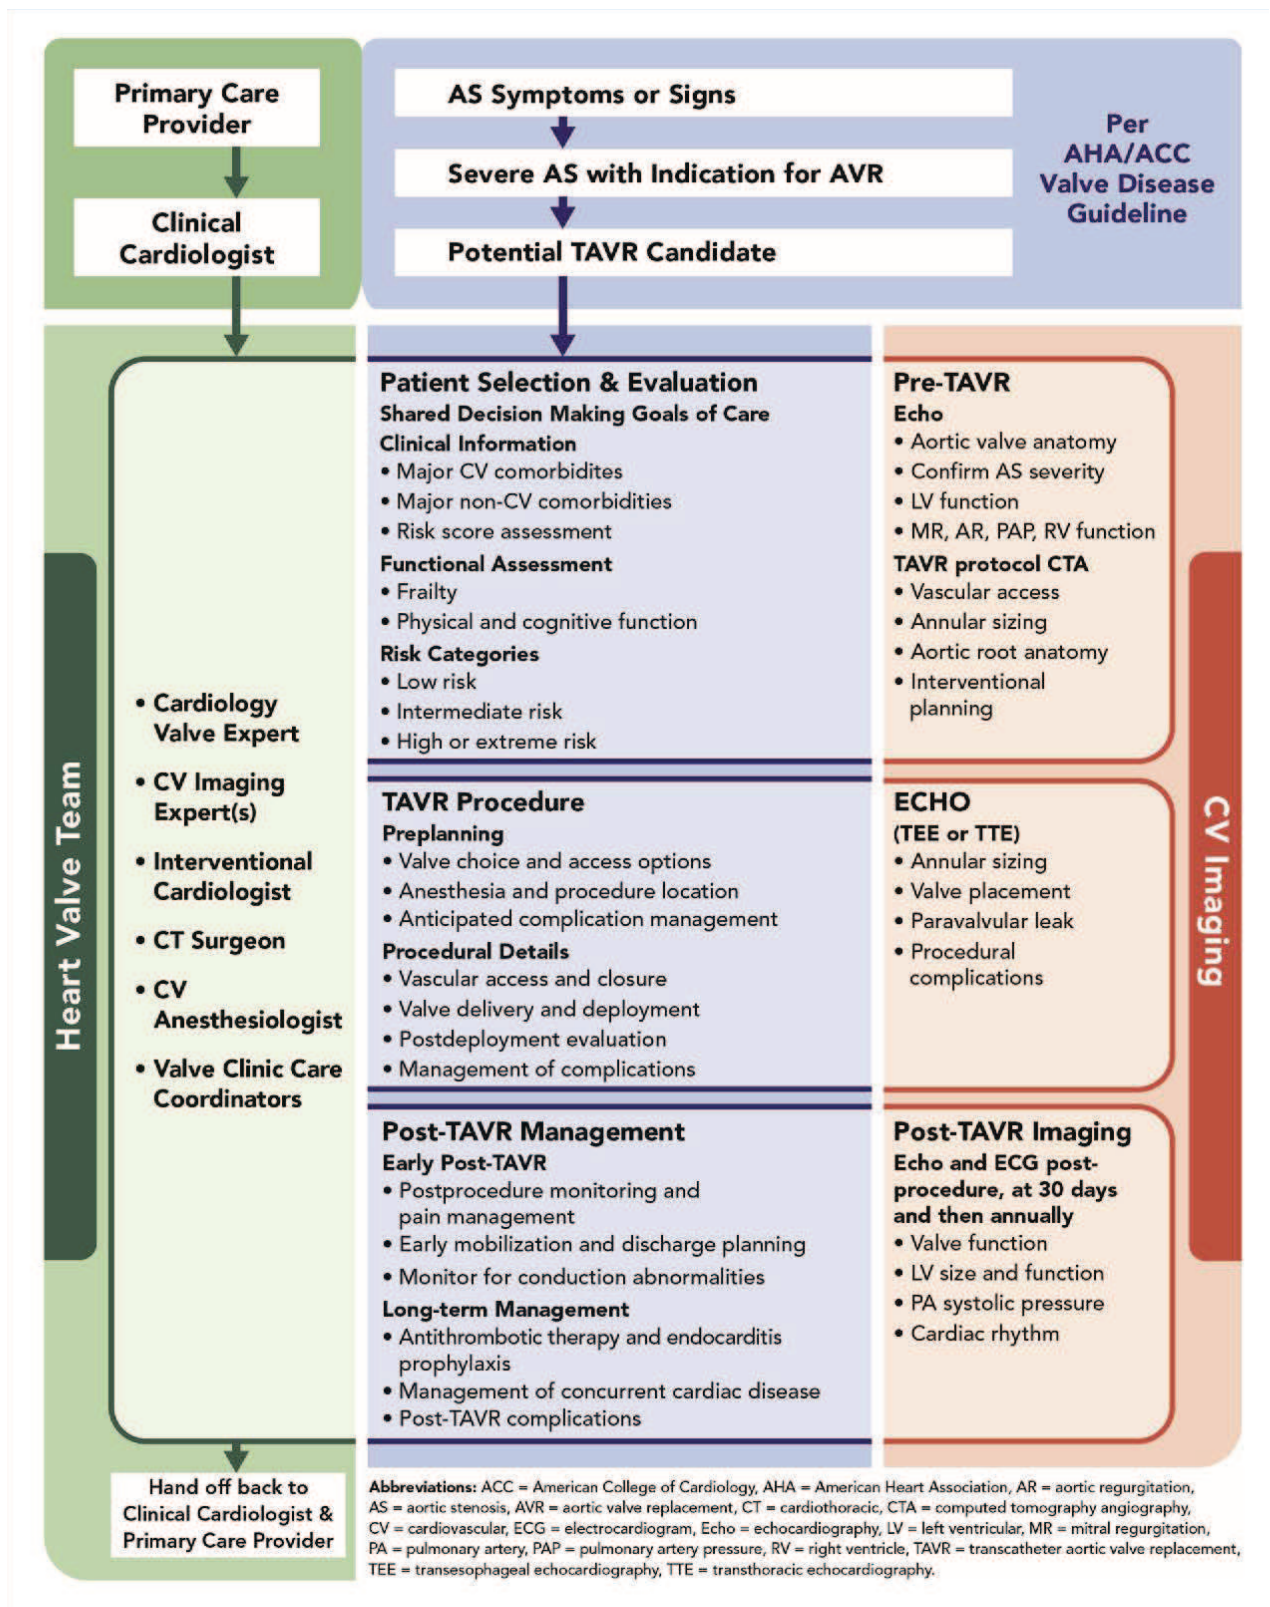 Primary Care
Provider
Clinical
Cardiologist
AS Symptoms or Signs
Severe AS with Indication for AVR
Potential TAVR Candidate
Per
AHA/ACC
Valve Disease
Guideline
Heart Valve Team
• Cardiology
Valve Expert
• CV Imaging
Expert(s)
• Interventional
Cardiologist
• CT Surgeon
• CV
Anesthesiologist
• Valve Clinic Care
Coordinators
Hand off back to
Clinical Cardiologist &
Primary Care Provider
Patient Selection & Evaluation
Shared Decision Making Goals of Care
Clinical Information
• Major CV comorbidites
• Major non-CV comorbidities
• Risk score assessment
Functional Assessment
• Frailty
• Physical and cognitive function
Risk Categories
• Low risk
• Intermediate risk
• High or extreme risk
TAVR Procedure
Preplanning
• Valve choice and access options
• Anesthesia and procedure location
• Anticipated complication management
Procedural Details
• Vascular access and closure
• Valve delivery and deployment
• Postdeployment evaluation
• Management of complications
Post-TAVR Management
Early Post-TAVR
• Postprocedure monitoring and
pain management
• Early mobilization and discharge planning
• Monitor for conduction abnormalities
Long-term Management
• Antithrombotic therapy and endocarditis
prophylaxis
• Management of concurrent cardiac disease
• Post-TAVR complications
Pre-TAVR
Echo
• Aortic valve anatomy
• Confirm AS severity
• LV function
• MR, AR, PAP, RV function
TAVR protocol CTA
• Vascular access
• Annular sizing
• Aortic root anatomy
• Interventional
planning
ECHO
(TEE or TTE)
• Annular sizing
• Valve placement
• Paravalvular leak
• Procedural
complications
Post-TAVR Imaging
Echo and ECG post-
procedure, at 30 days
and then annually
• Valve function
• LV size and function
• PA systolic pressure
• Cardiac rhythm
CV Imaging
Abbreviations: ACC = American College of Cardiology, AHA = American Heart Association, AR = aortic regurgitation,
AS = aortic stenosis, AVR = aortic valve replacement, CT = cardiothoracic, CTA = computed tomography angiography,
CV = cardiovascular, ECG = electrocardiogram, Echo = echocardiography, LV = left ventricular, MR = mitral regurgitation,
PA = pulmonary artery, PAP = pulmonary artery pressure, RV = right ventricle, TAVR = transcatheter aortic valve replacement,
TEE = transesophageal echocardiography, TTE = transthoracic echocardiography.